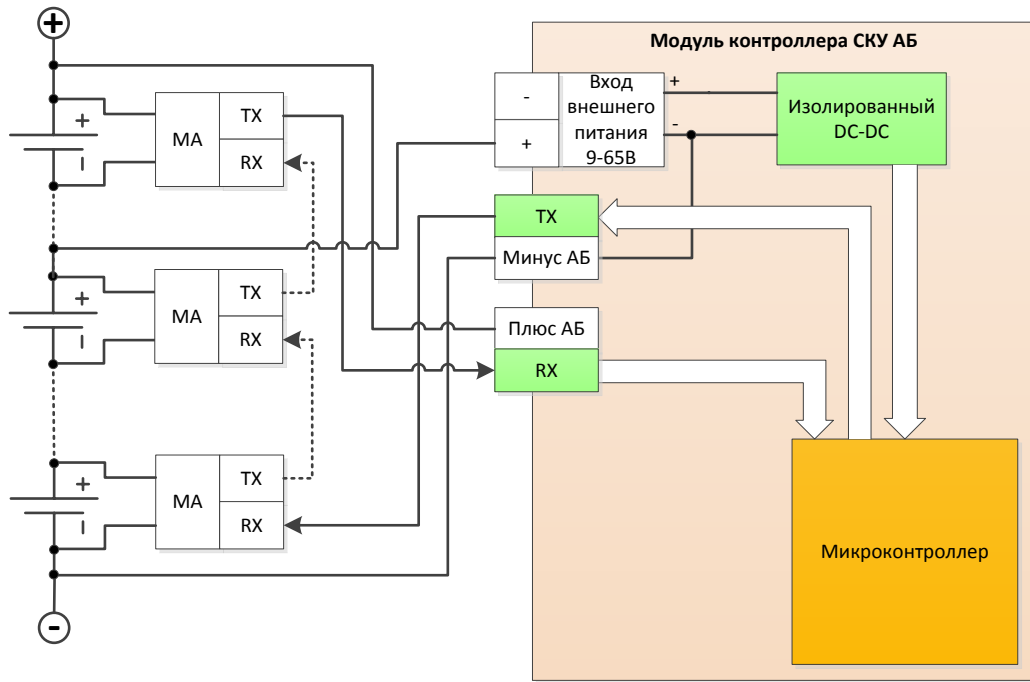 +
Модуль контроллера СКУ АБ
+
–
МА
TX
RX
-
+
Вход
внешнего
питания
9-65В
+
-
Изолированный
DC-DC
TX
Минус АБ
+
–
МА
TX
RX
Плюс АБ
RX
+
–
МА
TX
RX
Микроконтроллер
-